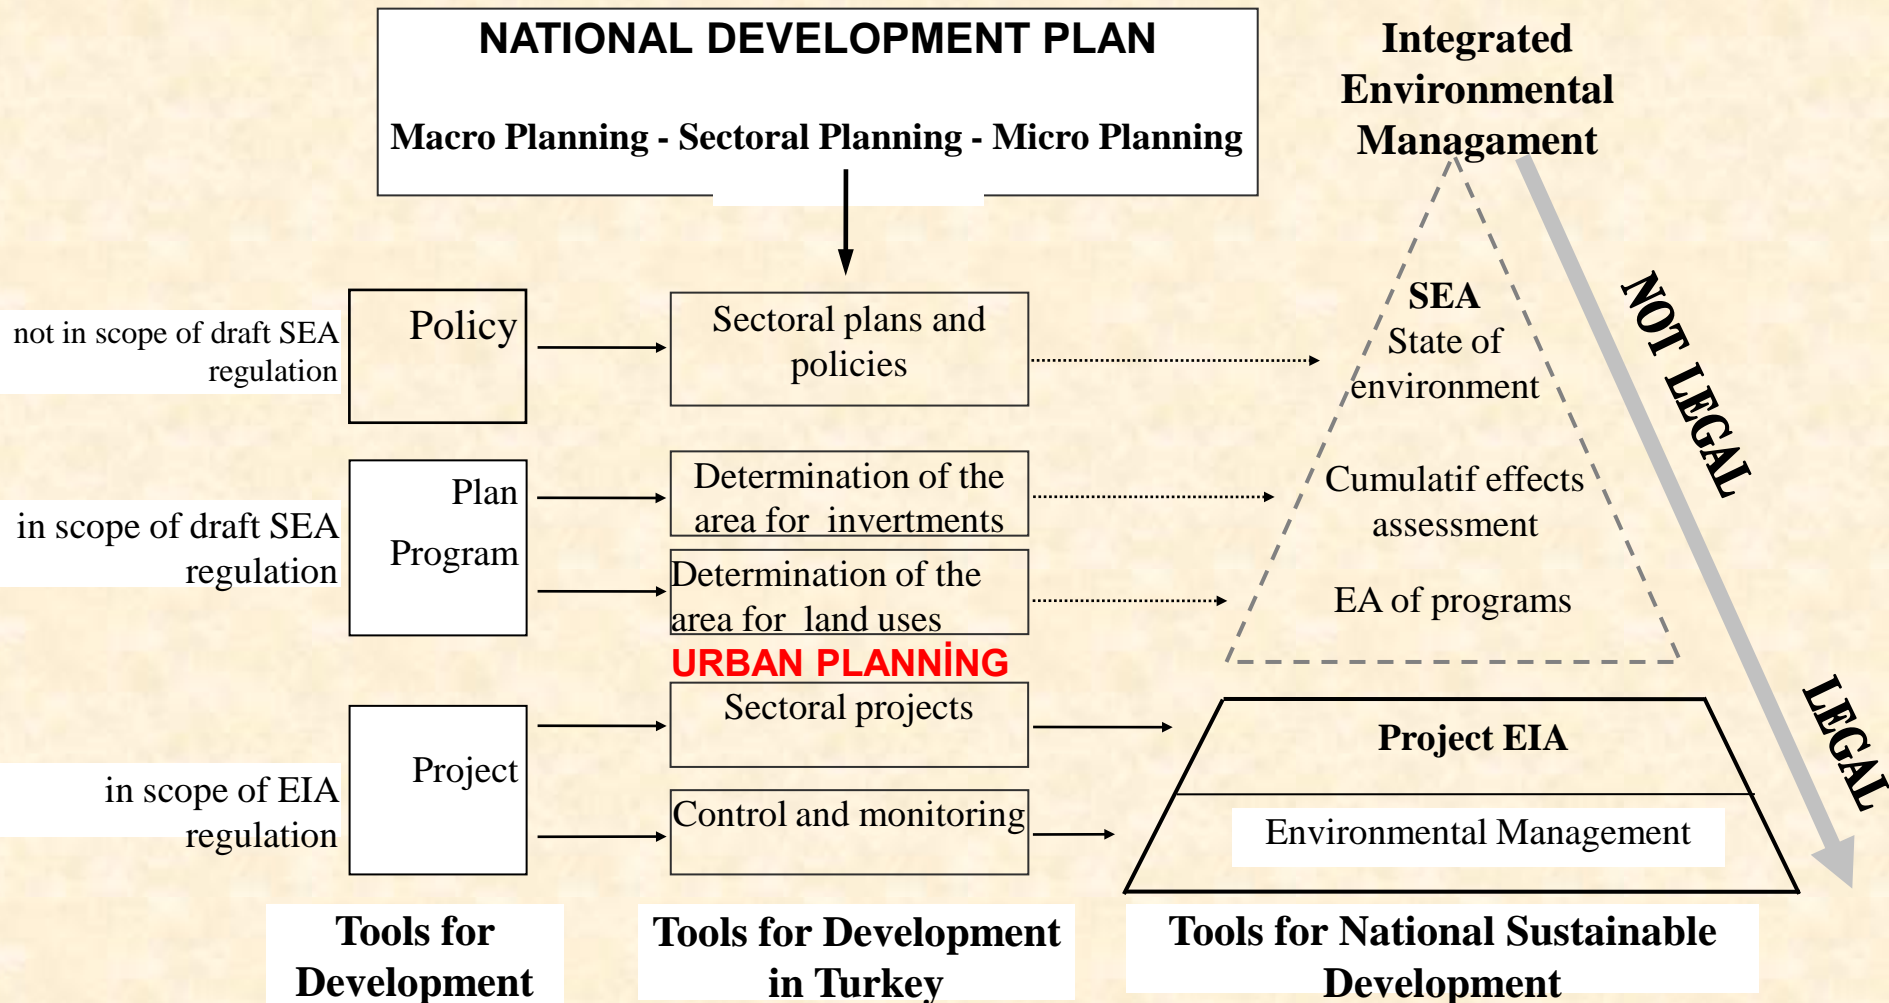 NATIONAL DEVELOPMENT PLAN
Macro Planning - Sectoral Planning - Micro Planning
Integrated
Environmental
Managament
not in scope of draft SEA
regulation
Policy
Sectoral plans and
policies
SEA
State of
environment
NOT LEGAL
in scope of draft SEA
regulation
Plan
Program
Determination of the
area for invertments
Cumulatif effects
assessment
Determination of the
area for land uses
EA of programs
URBAN PLANNİNG
in scope of EIA
regulation
Project
Sectoral projects
Project EIA
LEGAL
Control and monitoring
Environmental Management
Tools for
Development
Tools for Development
in Turkey
Tools for National Sustainable
Development